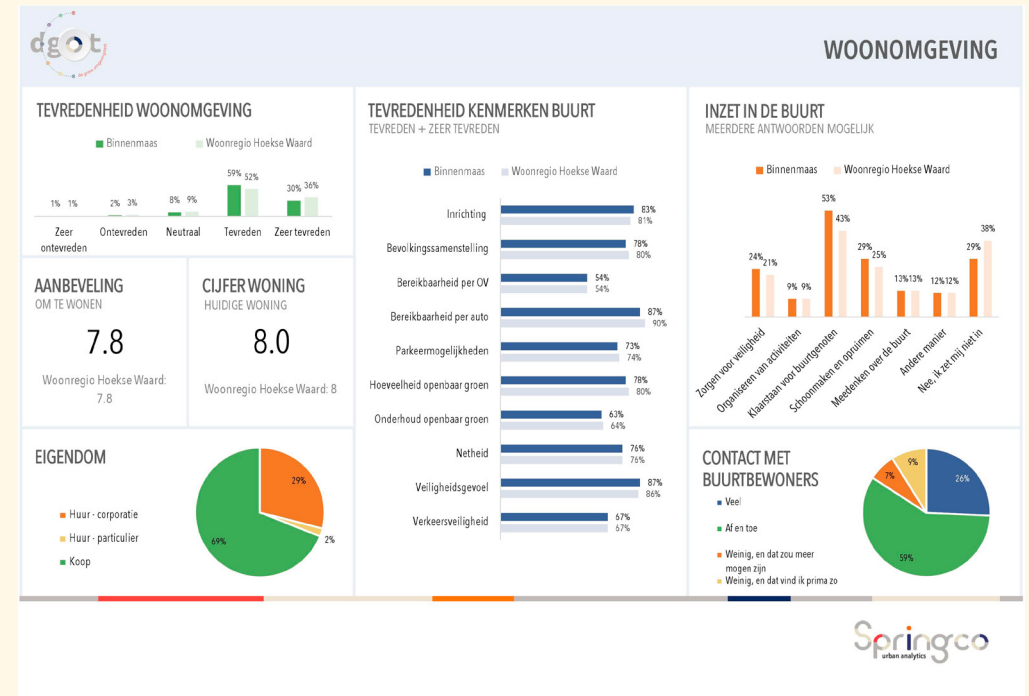 dgot
WOONOMGEVING
TEVREDENHEID WOONOMGEVING
Binnenmaas Woonregio Hoekse Waard
1% 1% 2% 3% 8% 9% 59% 52% 30% 36%
Zeer ontevreden Ontevreden Neutraal Tevreden Zeer tevreden
AANBEVELING
OM TE WONEN
7.8
Woonregio Hoekse Waard:
7.8
CIJFER WONING
HUIDIGE WONING
8.0
Woonregio Hoekse Waard: 8
EIGENDOM
Huur - corporatie
Huur - particulier
Koop
29%
2%
69%
TEVREDENHEID KENMERKEN BUURT
TEVREDEN + ZEER TEVREDEN
Binnenmaas Woonregio Hoekse Waard
Inrichting 83% 81%
Bevolkingssamenstelling 78% 80%
Bereikbaarheid per OV 54% 54%
Bereikbaarheid per auto 87% 90%
Parkeermogelijkheden 73% 74%
Hoeveelheid openbaar groen 78% 80%
Onderhoud openbaar groen 63% 64%
Netheid 76% 76%
Veiligheidsgevoel 87% 86%
Verkeersveiligheid 67% 67%
INZET IN DE BUURT
MEERDERE ANTWOORDEN MOGELIJK
Binnenmaas Woonregio Hoekse Waard
24% 21% 9% 9% 53% 43% 29% 25% 13% 13% 12% 12% 29% 38%
Zorgen voor veiligheid
Organiseren van activiteiten
Klaarstaan voor buurtgenoten
Schoonmaken en opruimen
Meedenken over de buurt
Andere manier
Nee, ik zet mij niet in
CONTACT MET
BUURTBEWONERS
Veel
Af en toe
Weinig, en dat zou meer
mogen zijn
Weinig, en dat vind ik prima zo
26%
59%
7%
9%
Springco
urban analytics